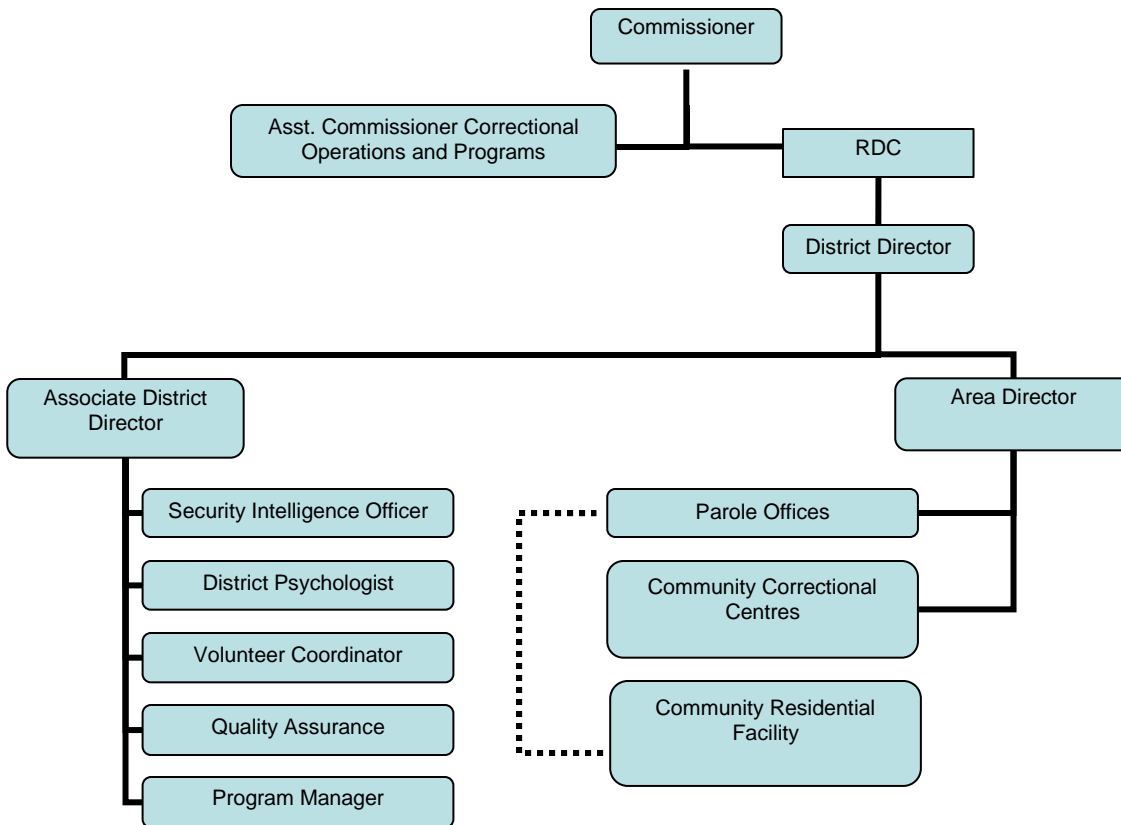 Commissioner
Asst. Commissioner Correctional
Operations and Programs
RDC
District Director
Associate District
Director
Area Director
Security Intelligence Officer
Parole Offices
District Psychologist
Community Correctional
Centres
Volunteer Coordinator
Community Residential
Facility
Quality Assurance
Program Manager